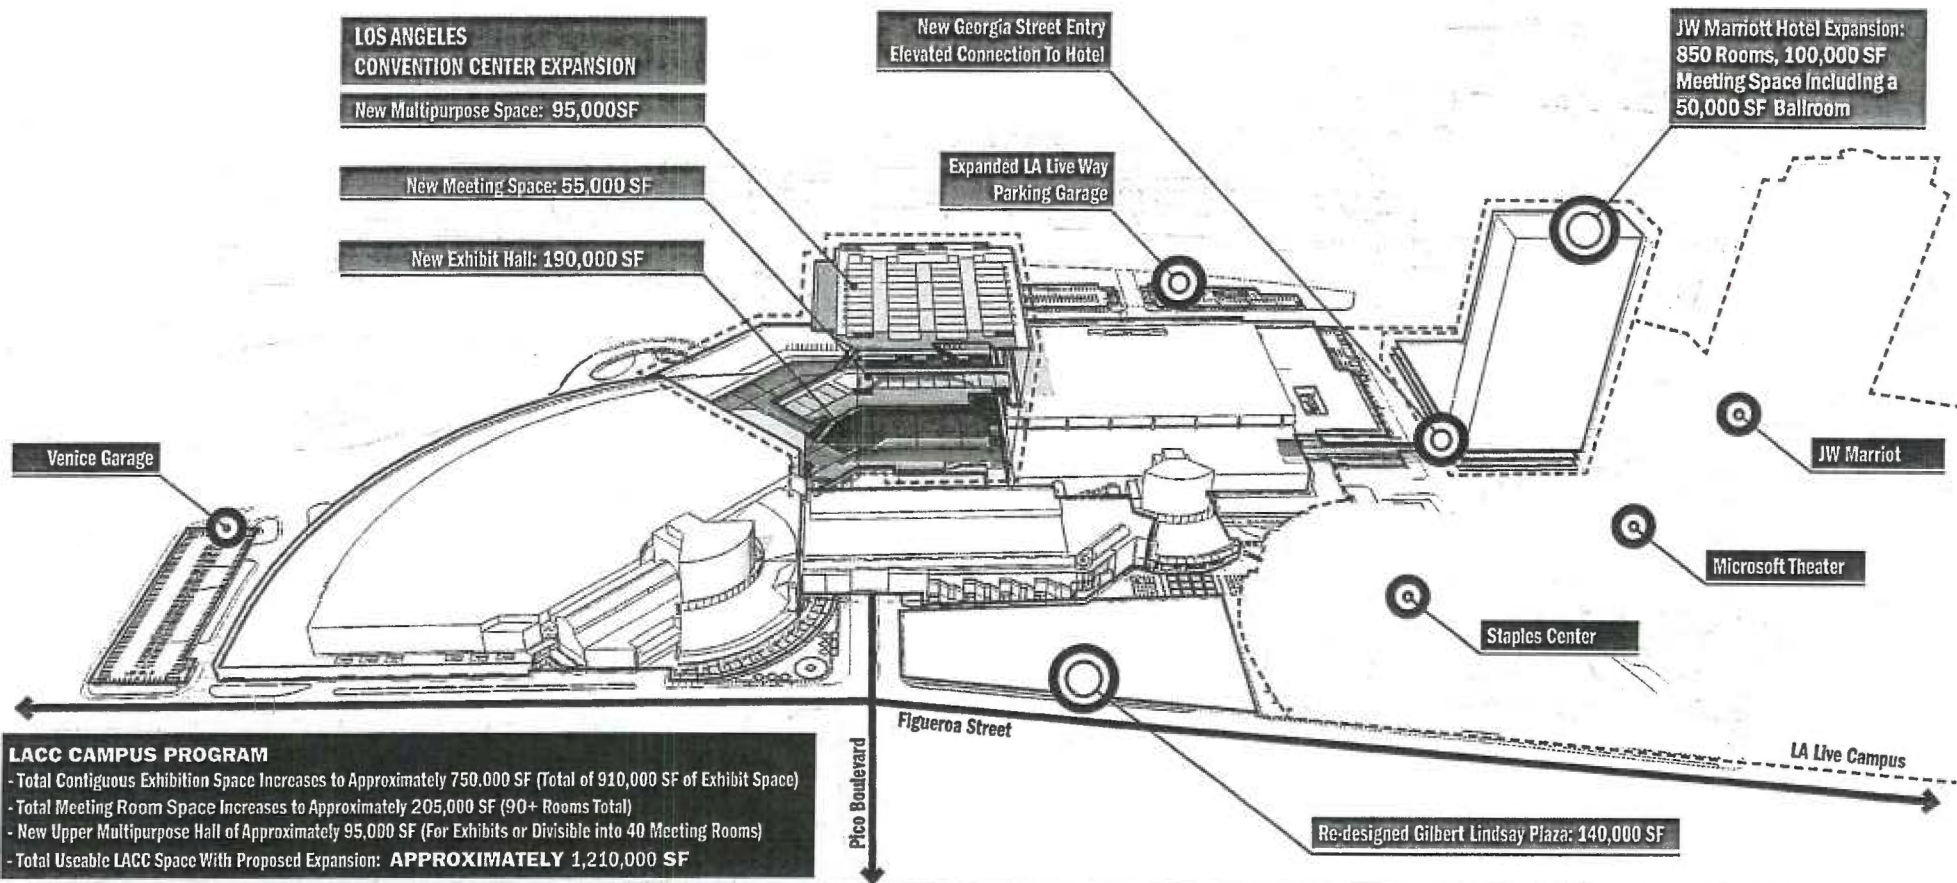 LOS ANGELES
CONVENTION CENTER EXPANSION
New Multipurpose Space: 95,000SF
New Meeting Space: 55,000 SF
New Exhibit Hall: 190,000 SF
New Georgia Street Entry
Elevated Connection To Hotel
Expanded LA Live Way
Parking Garage
JW Marriott Hotel Expansion:
850 Rooms, 100,000 SF
Meeting Space Including a
50,000 SF Ballroom
Venice Garage
JW Marriot
Microsoft Theater
Staples Center
Figueroa Street
Pico Boulevard
LA Live Campus
Re-designed Gilbert Lindsay Plaza: 140,000 SF
LACC CAMPUS PROGRAM
- Total Contiguous Exhibition Space Increases to Approximately 750,000 SF (Total of 910,000 SF of Exhibit Space)
- Total Meeting Room Space Increases to Approximately 205,000 SF (90+ Rooms Total)
- New Upper Multipurpose Hall of Approximately 95,000 SF (For Exhibits or Divisible into 40 Meeting Rooms)
- Total Useable LACC Space With Proposed Expansion: APPROXIMATELY 1,210,000 SF